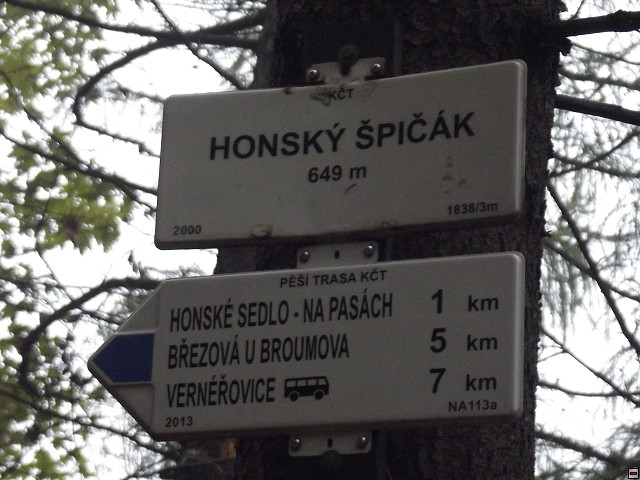 KČT
HONSKÝ ŠPIČÁK
649 m
2000 1838/3m
PĚŠÍ TRASA KČT
HONSKÉ SEDLO - NA PASÁCH 1 km
BŘEZOVÁ U BROUMOVA 5 km
VERNÉŘOVICE 7 km
2013 NA113a